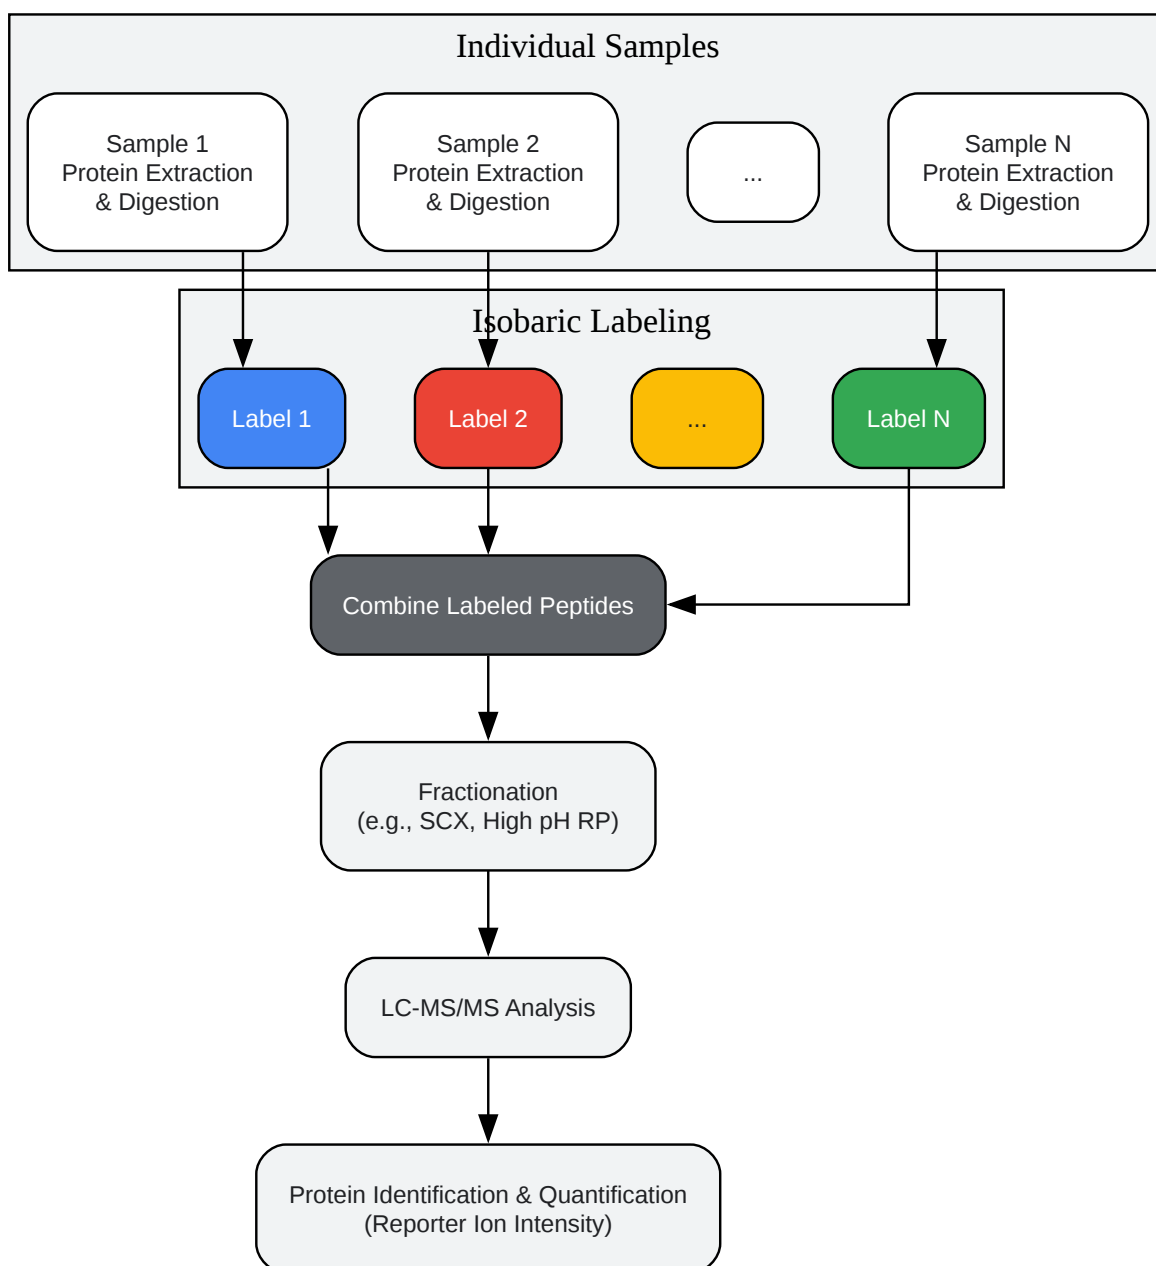 Individual Samples
Sample 1
Protein Extraction
& Digestion
Sample 2
Protein Extraction
& Digestion
...
Sample N
Protein Extraction
& Digestion
Isobaric Labeling
Label 1
Label 2
...
Label N
Combine Labeled Peptides
Fractionation
(e.g., SCX, High pH RP)
LC-MS/MS Analysis
Protein Identification & Quantification
(Reporter Ion Intensity)